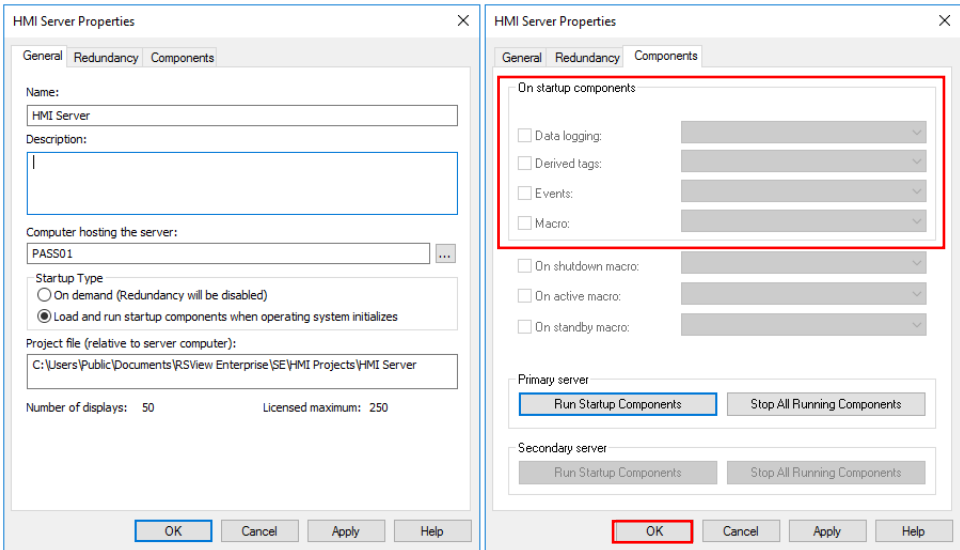 HMI Server Properties
General Redundancy Components
Name:
HMI Server
Description:
Computer hosting the server:
PASS01
...
Startup Type
On demand (Redundancy will be disabled)
Load and run startup components when operating system initializes
Project file (relative to server computer):
C:\Users\Public\Documents\RSView Enterprise\SE\HMI Projects\HMI Server
Number of displays: 50 Licensed maximum: 250
OK Cancel Apply Help
HMI Server Properties
General Redundancy Components
On startup components
Data logging:
Derived tags:
Events:
Macro:
On shutdown macro:
On active macro:
On standby macro:
Primary server
Run Startup Components Stop All Running Components
Secondary server
Run Startup Components Stop All Running Components
OK Cancel Apply Help